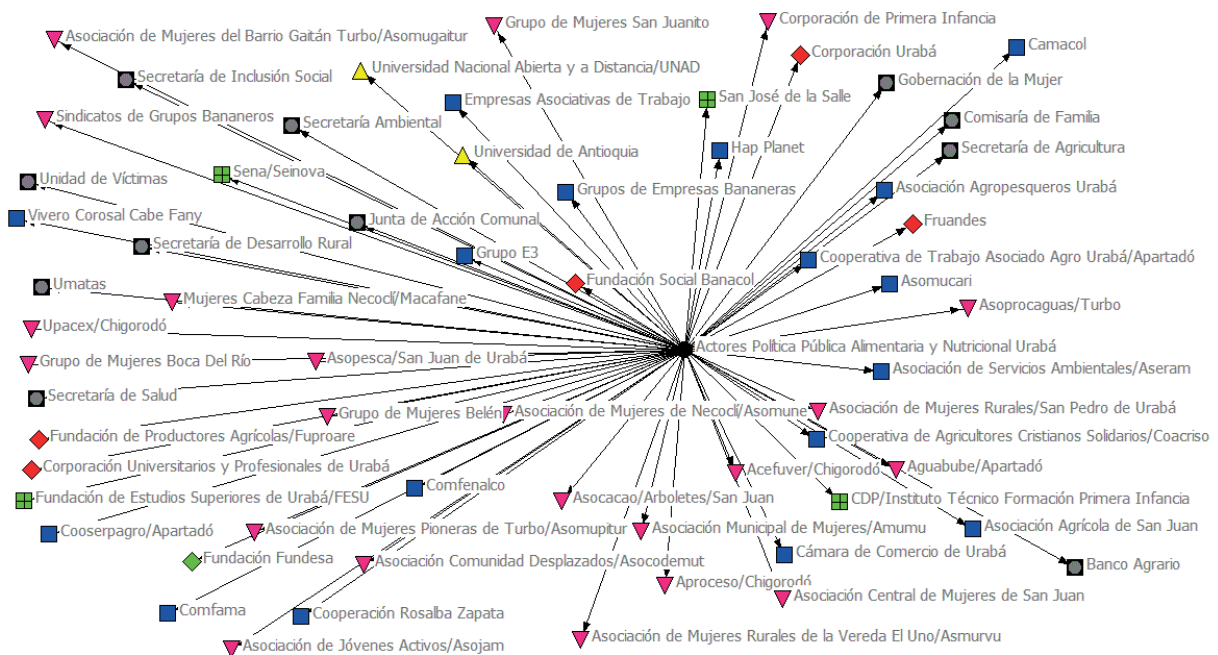 Grupo de Mujeres San Juanito
Corporación de Primera Infancia
Asociación de Mujeres del Barrio Gaitán Turbo/Asomugaitur
Corporación Urabá
Camacol
Universidad Nacional Abierta y a Distancia/UNAD
Secretaría de Inclusión Social
Gobernación de la Mujer
Empresas Asociativas de Trabajo
San José de la Salle
Sindicatos de Grupos Bananeros
Secretaría Ambiental
Comisaría de Familia
Hap Planet
Secretaría de Agricultura
Universidad de Antioquia
Sena/Seinova
Unidad de Víctimas
Grupos de Empresas Bananeras
Asociación Agropesqueros Urabá
Vivero Corosal Cabe Fany
Junta de Acción Comunal
Fruandes
Secretaría de Desarrollo Rural
Grupo E3
Cooperativa de Trabajo Asociado Agro Urabá/Apartadó
Fundación Social Banacol
Asomucari
Umatas
Mujeres Cabeza Familia Necoclí/Macafane
Asoprocaguas/Turbo
Upacex/Chigorodó
Actores Política Pública Alimentaria y Nutricional Urabá
Grupo de Mujeres Boca Del Río
Asopesca/San Juan de Urabá
Asociación de Servicios Ambientales/Aseram
Secretaría de Salud
Grupo de Mujeres Belén
Asociación de Mujeres de Necoclí/Asomune
Asociación de Mujeres Rurales/San Pedro de Urabá
Fundación de Productores Agrícolas/Fuproare
Cooperativa de Agricultores Cristianos Solidarios/Coacriso
Corporación Universitarios y Profesionales de Urabá
Acefuver/Chigorodó
Aguabube/Apartadó
Comfenalco
Fundación de Estudios Superiores de Urabá/FESU
Asocacao/Arboletes/San Juan
CDP/Instituto Técnico Formación Primera Infancia
Cooserpagro/Apartadó
Asociación de Mujeres Pioneras de Turbo/Asomupitur
Asociación Municipal de Mujeres/Amumu
Asociación Agrícola de San Juan
Fundación Fundesa
Asociación Comunidad Desplazados/Asocodemut
Cámara de Comercio de Urabá
Banco Agrario
Aproceso/Chigorodó
Asociación Central de Mujeres de San Juan
Comfama
Cooperación Rosalba Zapata
Asociación de Mujeres Rurales de la Vereda El Uno/Asmurvu
Asociación de Jóvenes Activos/Asojam